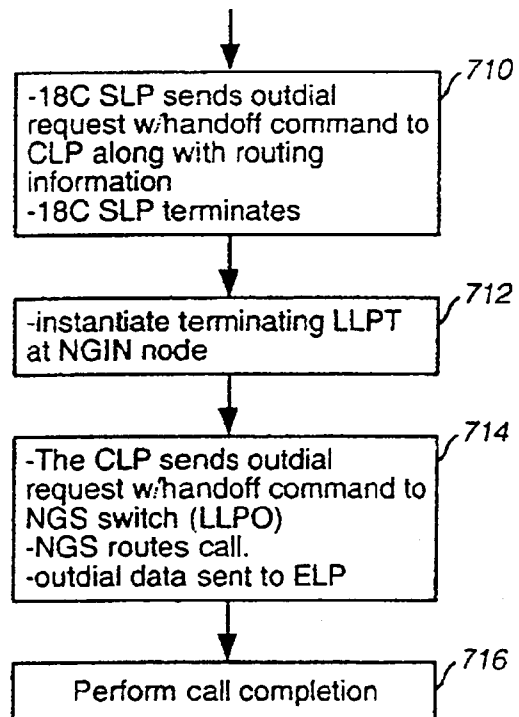 710
-18C SLP sends outdial
request w/handoff command to
CLP along with routing
information
-18C SLP terminates
712
-instantiate terminating LLPT
at NGIN node
714
-The CLP sends outdial
request w/handoff command to
NGS switch (LLPO)
-NGS routes call.
-outdial data sent to ELP
716
Perform call completion